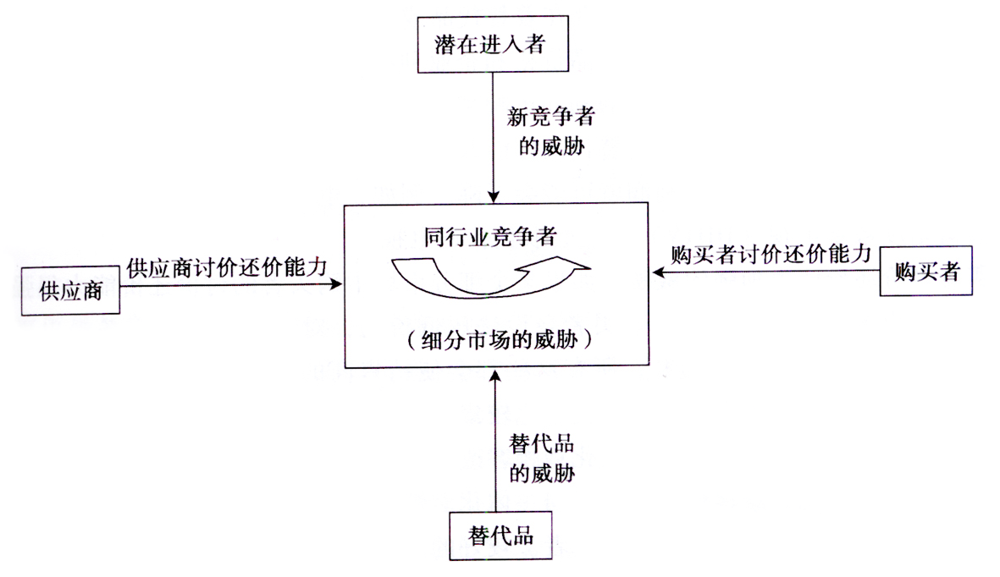 潜在进入者
新竞争者
的威胁
同行业竞争者
供应商讨价还价能力
购买者讨价还价能力
供应商
购买者
（细分市场的威胁）
替代品
的威胁
替代品